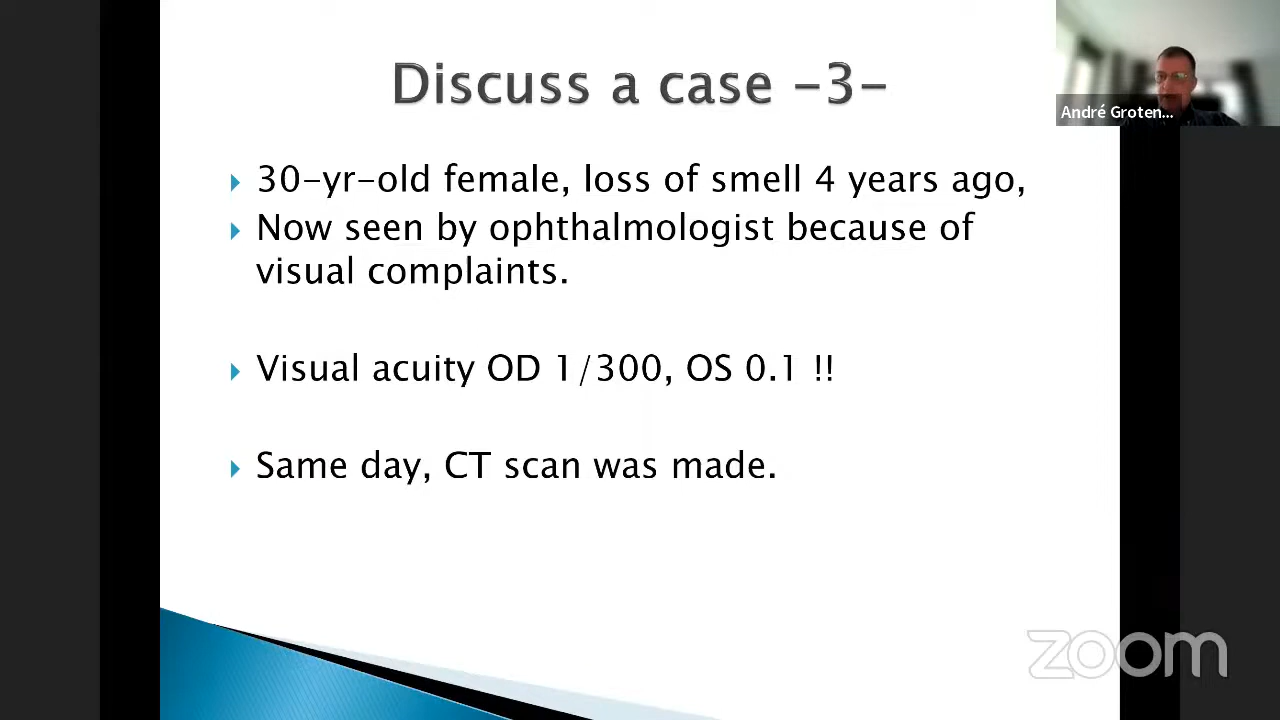 Discuss a case -3-
30-yr-old female, loss of smell 4 years ago,
Now seen by ophthalmologist because of
visual complaints.
Visual acuity OD 1/300, OS 0.1 !!
Same day, CT scan was made.
André Groten...
zoom